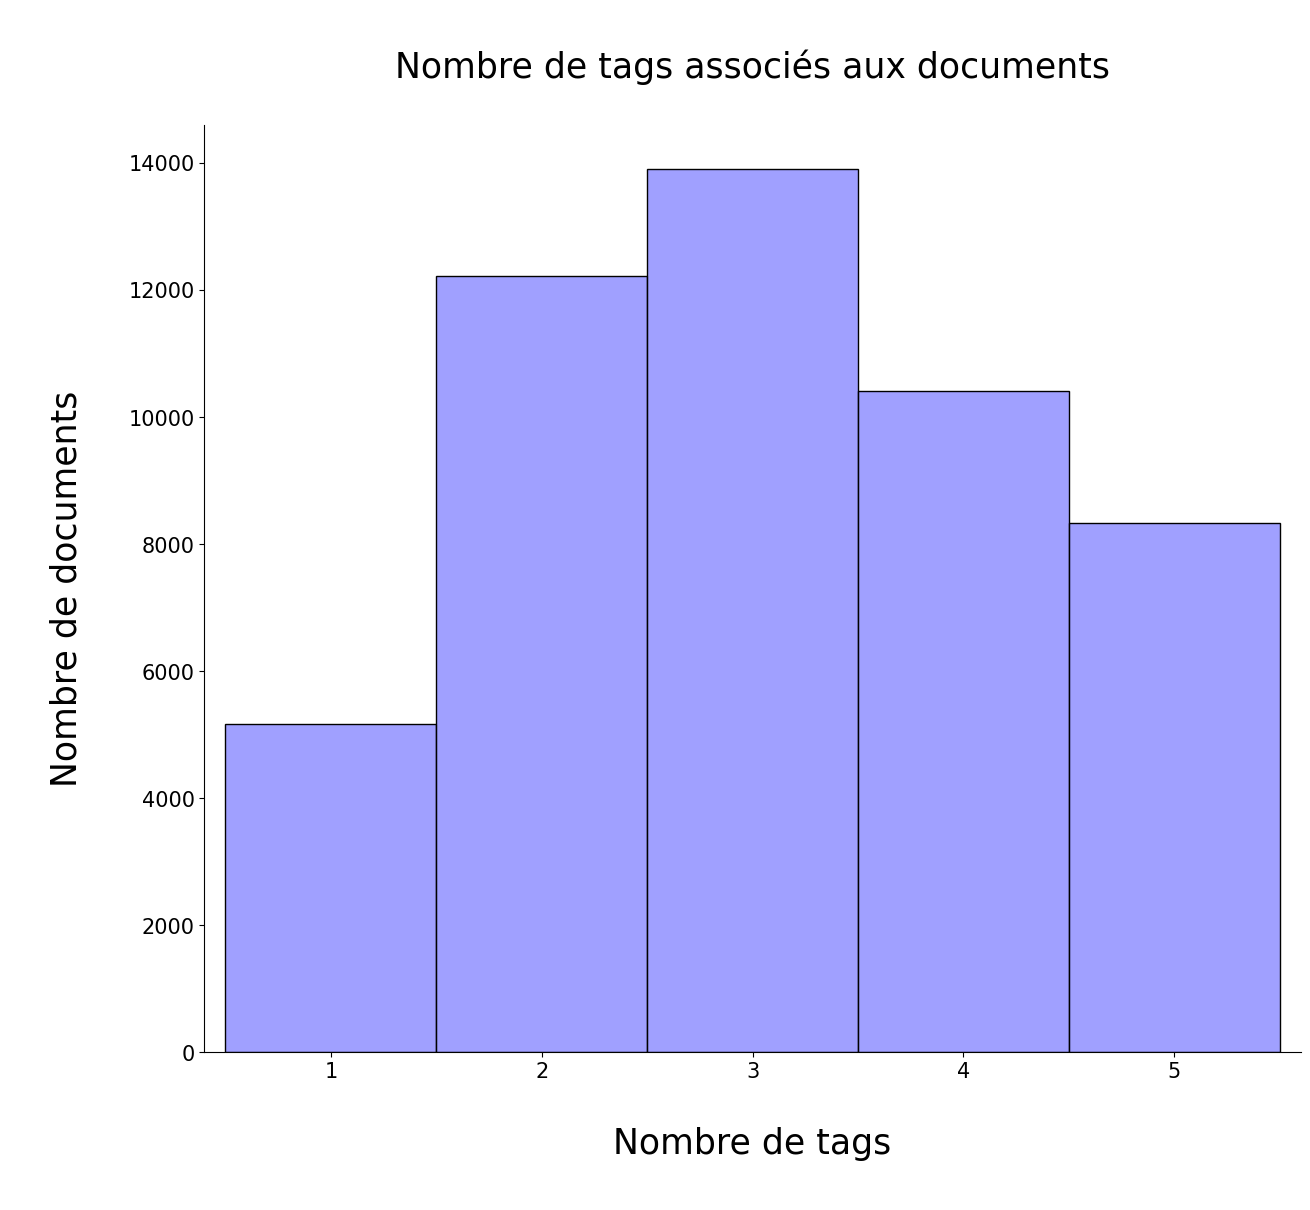 Nombre de tags associés aux documents
14000
12000
10000
8000
6000
4000
2000
0
Nombre de documents
1 2 3 4 5
Nombre de tags